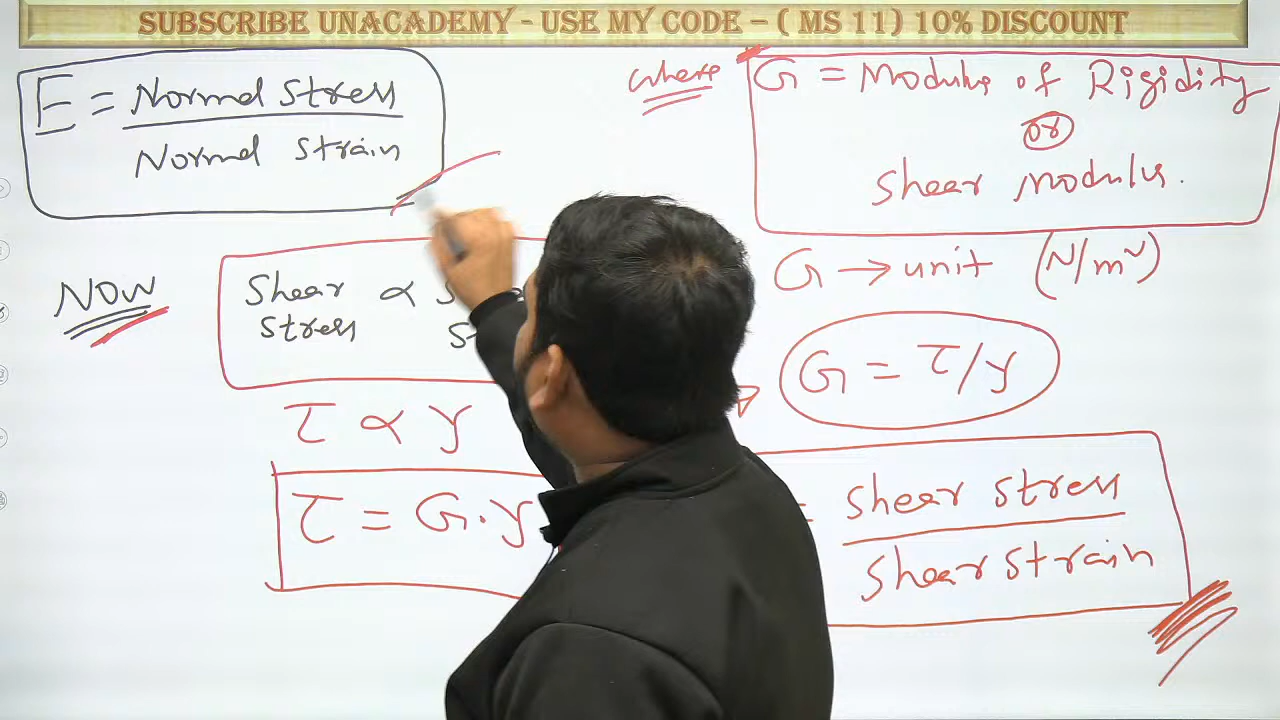 SUBSCRIBE UNACADEMY - USE MY CODE – ( MS 11) 10% DISCOUNT
E = Normal Stress
Normal Strain
where G = Modulus of Rigidity
or
Shear Modulus.
G → unit (N/m²)
NOW
Shear ∝ S
Stress St
G = τ/γ
τ ∝ γ
τ = G.γ
= Shear Stress
Shear Strain